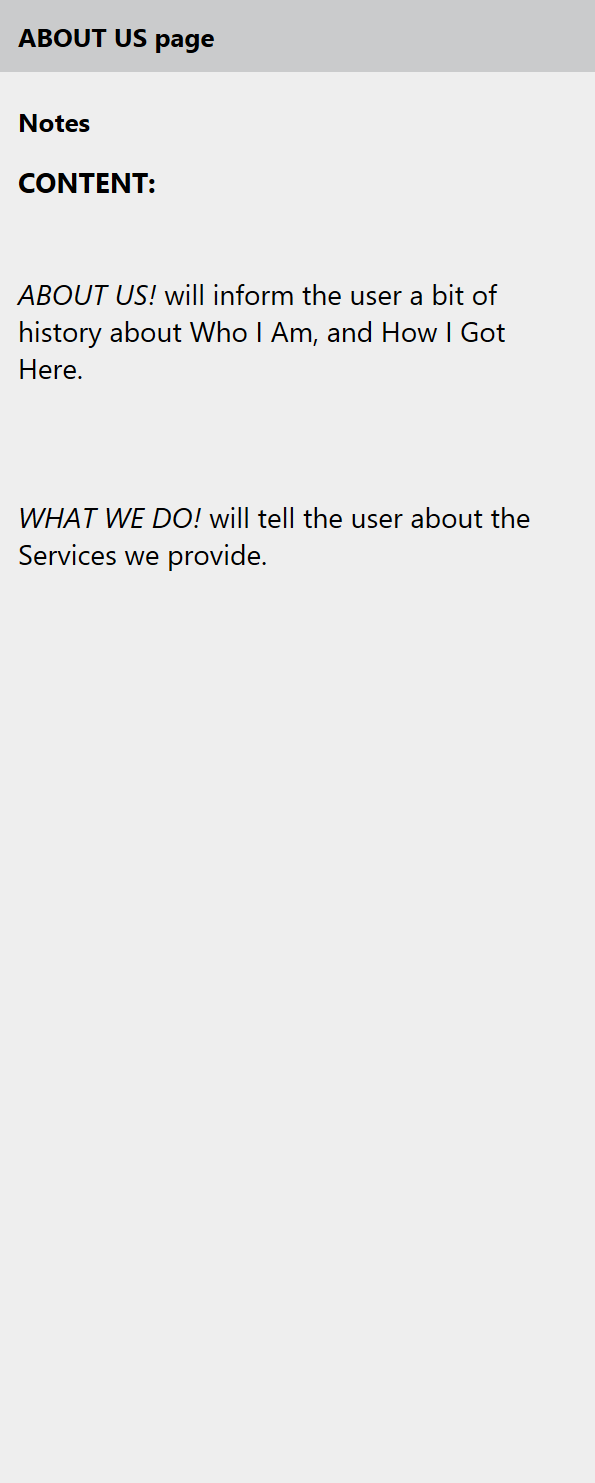 ABOUT US page
Notes
CONTENT:
ABOUT US! will inform the user a bit of
history about Who I Am, and How I Got
Here.
WHAT WE DO! will tell the user about the
Services we provide.